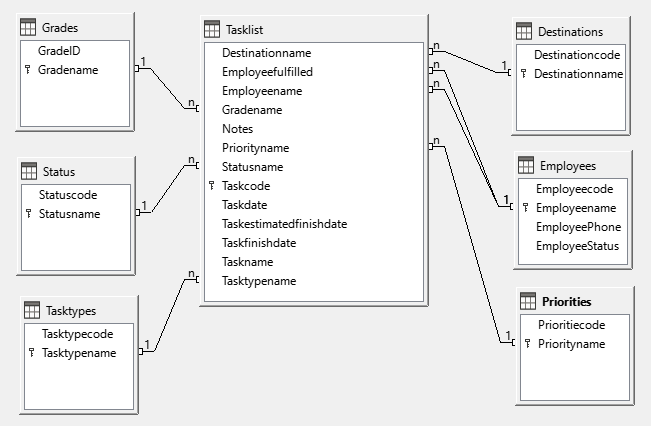 Grades
GradeID
Gradename
Status
Statuscode
Statusname
Tasktypes
Tasktypecode
Tasktypename
Tasklist
Destinationname
Employeefulfilled
Employeename
Gradename
Notes
Priorityname
Statusname
Taskcode
Taskdate
Taskestimatedfinishdate
Taskfinishdate
Taskname
Tasktypename
Destinations
Destinationcode
Destinationname
Employees
Employeecode
Employeename
EmployeePhone
EmployeeStatus
Priorities
Prioritiecode
Priorityname
1
n
1
n
1
n
n
1
n
n
1
n
1